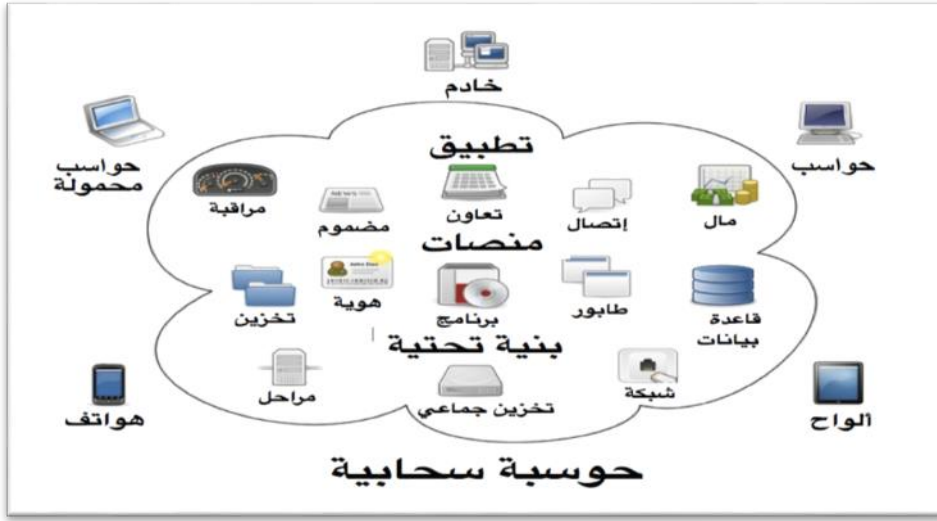 خادم
حواسب
حواسب
محمولة
تطبيق
مال
إتصال
تعاون
مضموم
مراقبة
منصات
قاعدة
بيانات
طابور
برنامج
هوية
تخزين
بنية تحتية
شبكة
تخزين جماعي
مراحل
ألواح
هواتف
حوسبة سحابية
NEWS